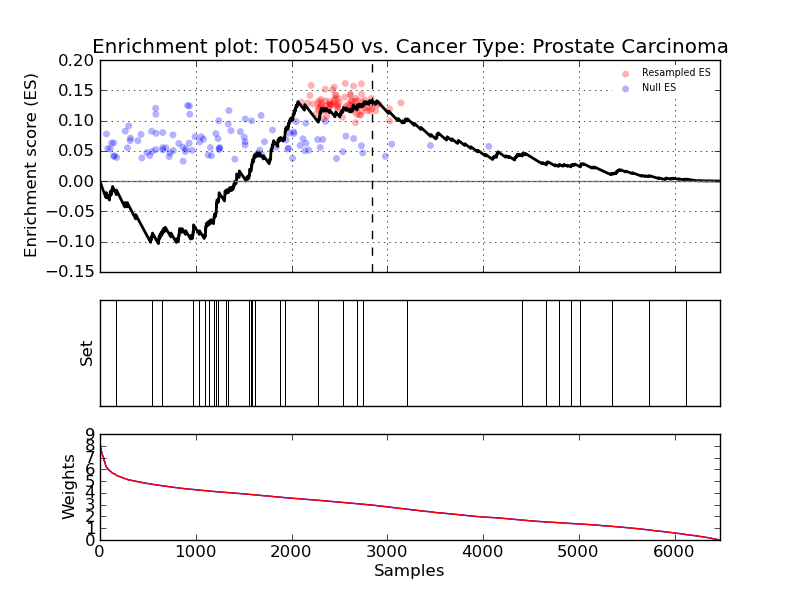 Enrichment plot: T005450 vs. Cancer Type: Prostate Carcinoma
Enrichment score (ES)
0.20
0.15
0.10
0.05
0.00
−0.05
−0.10
−0.15
Resampled ES
Null ES
Set
Weights
9
8
7
6
5
4
3
2
1
0
0 1000 2000 3000 4000 5000 6000
Samples